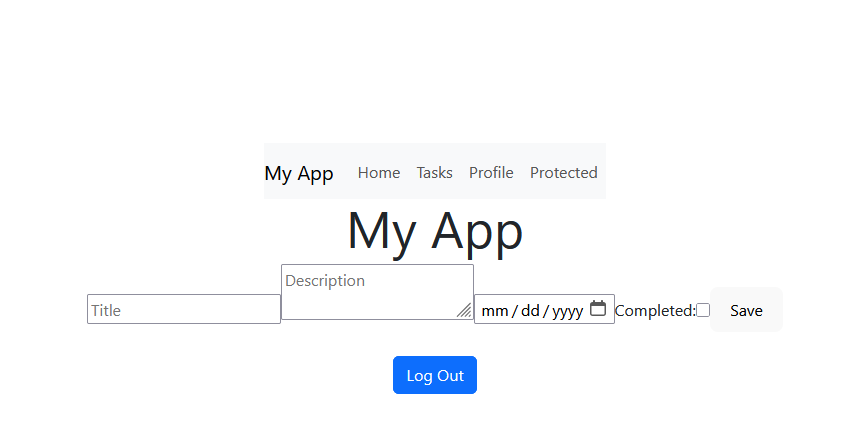 My App Home Tasks Profile Protected
My App
Description
Title mm/dd/yyyy Completed: Save
Log Out